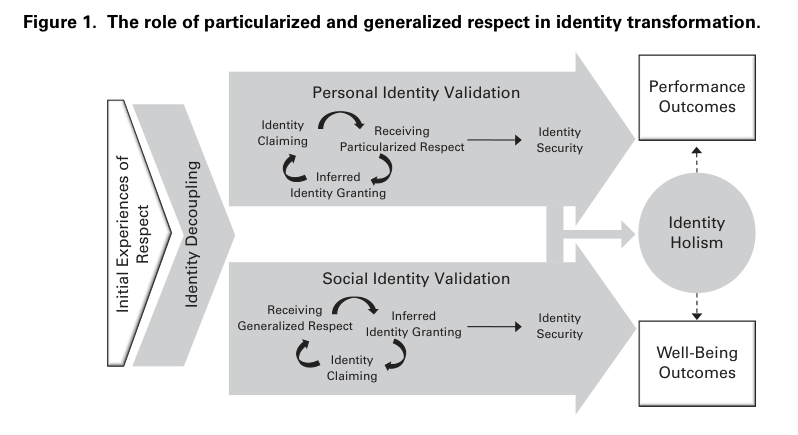 Figure 1. The role of particularized and generalized respect in identity transformation.
Initial Experiences of
Respect
Identity Decoupling
Personal Identity Validation
Identity
Claiming
Receiving
Particularized Respect
Inferred
Identity Granting
Identity
Security
Social Identity Validation
Receiving
Generalized Respect
Inferred
Identity Granting
Identity
Claiming
Identity
Security
Performance
Outcomes
Identity
Holism
Well-Being
Outcomes